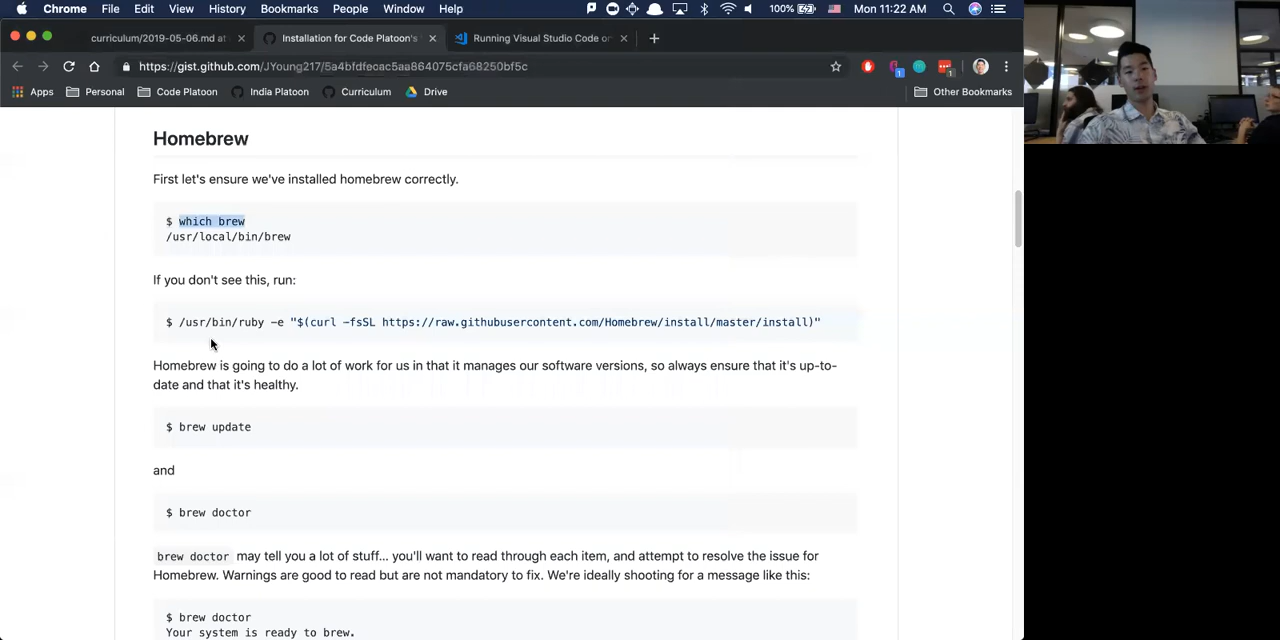 Chrome File Edit View History Bookmarks People Window Help 100% Mon 11:22 AM
curriculum/2019-05-06.md at Installation for Code Platoon's Running Visual Studio Code on
https://gist.github.com/JYoung217/5a4bfdfecac5aa864075cfa68250bf5c
Apps Personal Code Platoon India Platoon Curriculum Drive Other Bookmarks
Homebrew
First let's ensure we've installed homebrew correctly.
$ which brew
/usr/local/bin/brew
If you don't see this, run:
$ /usr/bin/ruby -e "$(curl -fsSL https://raw.githubusercontent.com/Homebrew/install/master/install)"
Homebrew is going to do a lot of work for us in that it manages our software versions, so always ensure that it's up-to-
date and that it's healthy.
$ brew update
and
$ brew doctor
brew doctor may tell you a lot of stuff... you'll want to read through each item, and attempt to resolve the issue for
Homebrew. Warnings are good to read but are not mandatory to fix. We're ideally shooting for a message like this:
$ brew doctor
Your system is ready to brew.